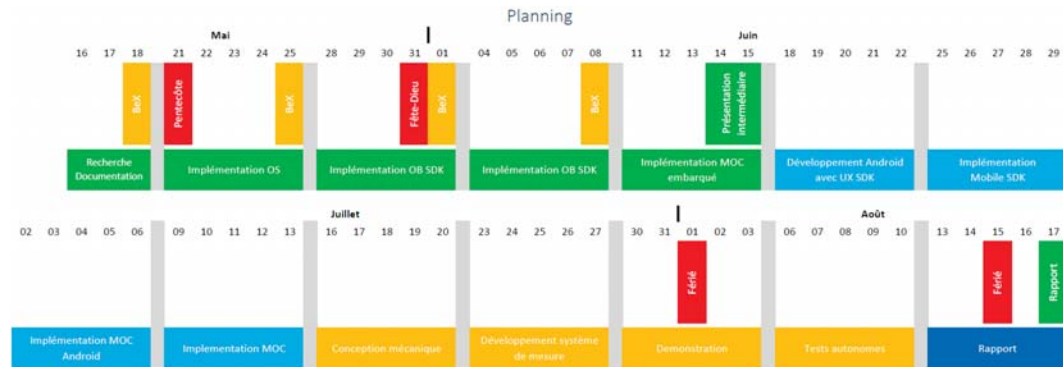 Planning
Mai
Juin
16 17 18 21 22 23 24 25 28 29 30 31 01 04 05 06 07 08 11 12 13 14 15 18 19 20 21 22 25 26 27 28 29
BeX
Pentecôte
BeX
Fête-Dieu
BeX
BeX
Présentation
intermédiaire
Recherche
Documentation
Implémentation OS
Implémentation OB SDK
Implémentation OB SDK
Implémentation MOC
embarqué
Développement Android
avec UX SDK
Implémentation
Mobile SDK
Juillet
Août
02 03 04 05 06 09 10 11 12 13 16 17 18 19 20 23 24 25 26 27 30 31 01 02 03 06 07 08 09 10 13 14 15 16 17
Férié
Férié
Rapport
Implémentation MOC
Android
Implementation MOC
Conception mécanique
Développement système
de mesure
Demonstration
Tests autonomes
Rapport